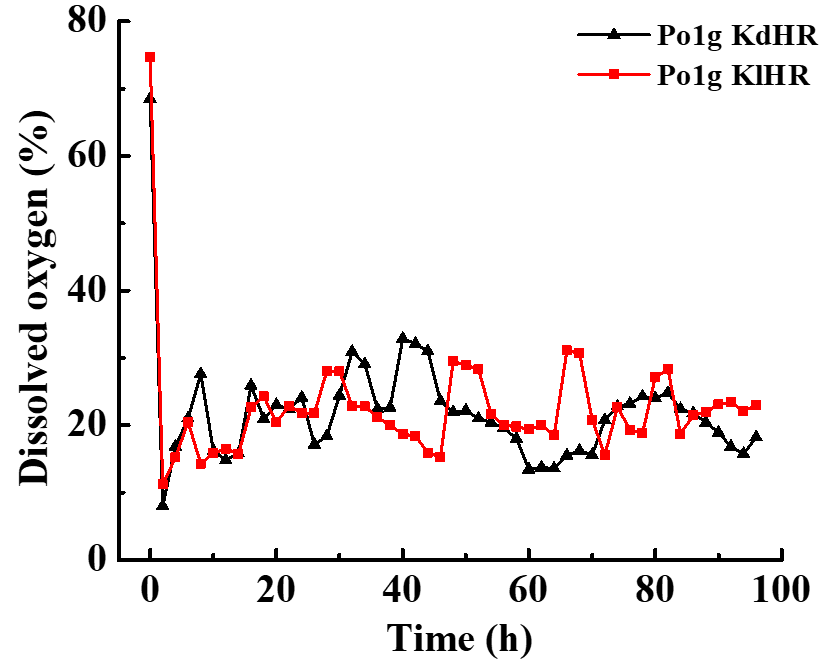 Po1g KdHR
Po1g KlHR
Dissolved oxygen (%)
80
60
40
20
0
0 20 40 60 80 100
Time (h)